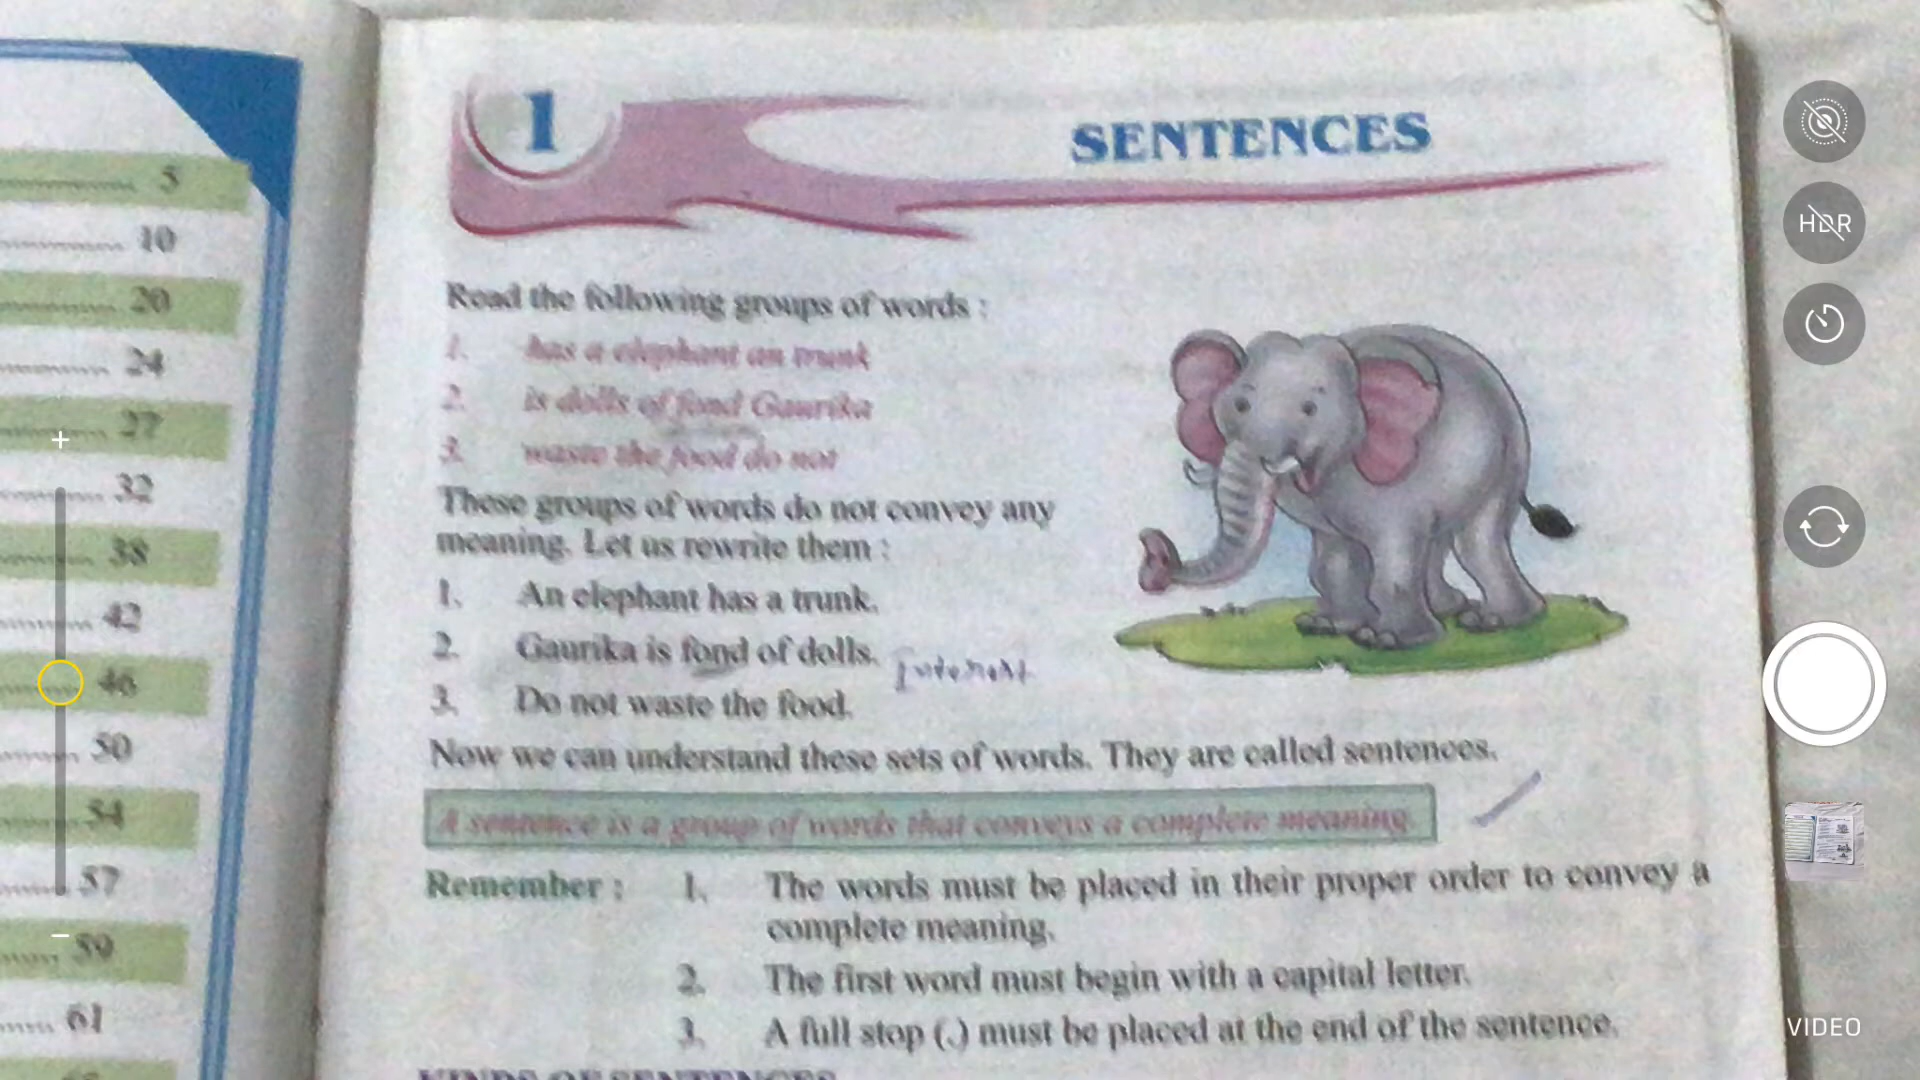 5
10
20
24
27
32
38
42
46
50
54
57
59
61
1
SENTENCES
Read the following groups of words :
1. has a elephant an trunk
2. is dolls of fond Gaurika
3. waste the food do not
These groups of words do not convey any
meaning. Let us rewrite them :
1. An elephant has a trunk.
2. Gaurika is fond of dolls.
3. Do not waste the food.
Now we can understand these sets of words. They are called sentences.
A sentence is a group of words that conveys a complete meaning.
Remember : 1. The words must be placed in their proper order to convey a
complete meaning.
2. The first word must begin with a capital letter.
3. A full stop (.) must be placed at the end of the sentence.
KINDS OF SENTENCES
HDR
VIDEO